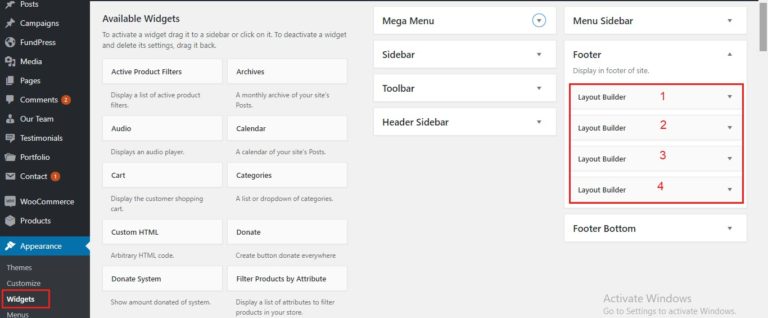 Posts
Campaigns
FundPress
Media
Pages
Comments 2
Our Team
Testimonials
Portfolio
Contact 1
WooCommerce
Products
Appearance
Themes
Customize
Widgets
Menus
Available Widgets
To activate a widget drag it to a sidebar or click on it. To deactivate a widget
and delete its settings, drag it back.
Active Product Filters
Display a list of active product
filters.
Archives
A monthly archive of your site's
Posts.
Audio
Displays an audio player.
Calendar
A calendar of your site's Posts.
Cart
Display the customer shopping
cart.
Categories
A list or dropdown of categories.
Custom HTML
Arbitrary HTML code.
Donate
Create button donate everywhere
Donate System
Show amount donated of system.
Filter Products by Attribute
Display a list of attributes to filter
products in your store.
Mega Menu
Sidebar
Toolbar
Header Sidebar
Menu Sidebar
Footer
Display in footer of site.
Layout Builder 1
Layout Builder 2
Layout Builder 3
Layout Builder 4
Footer Bottom
Activate Windows
Go to Settings to activate Windows.